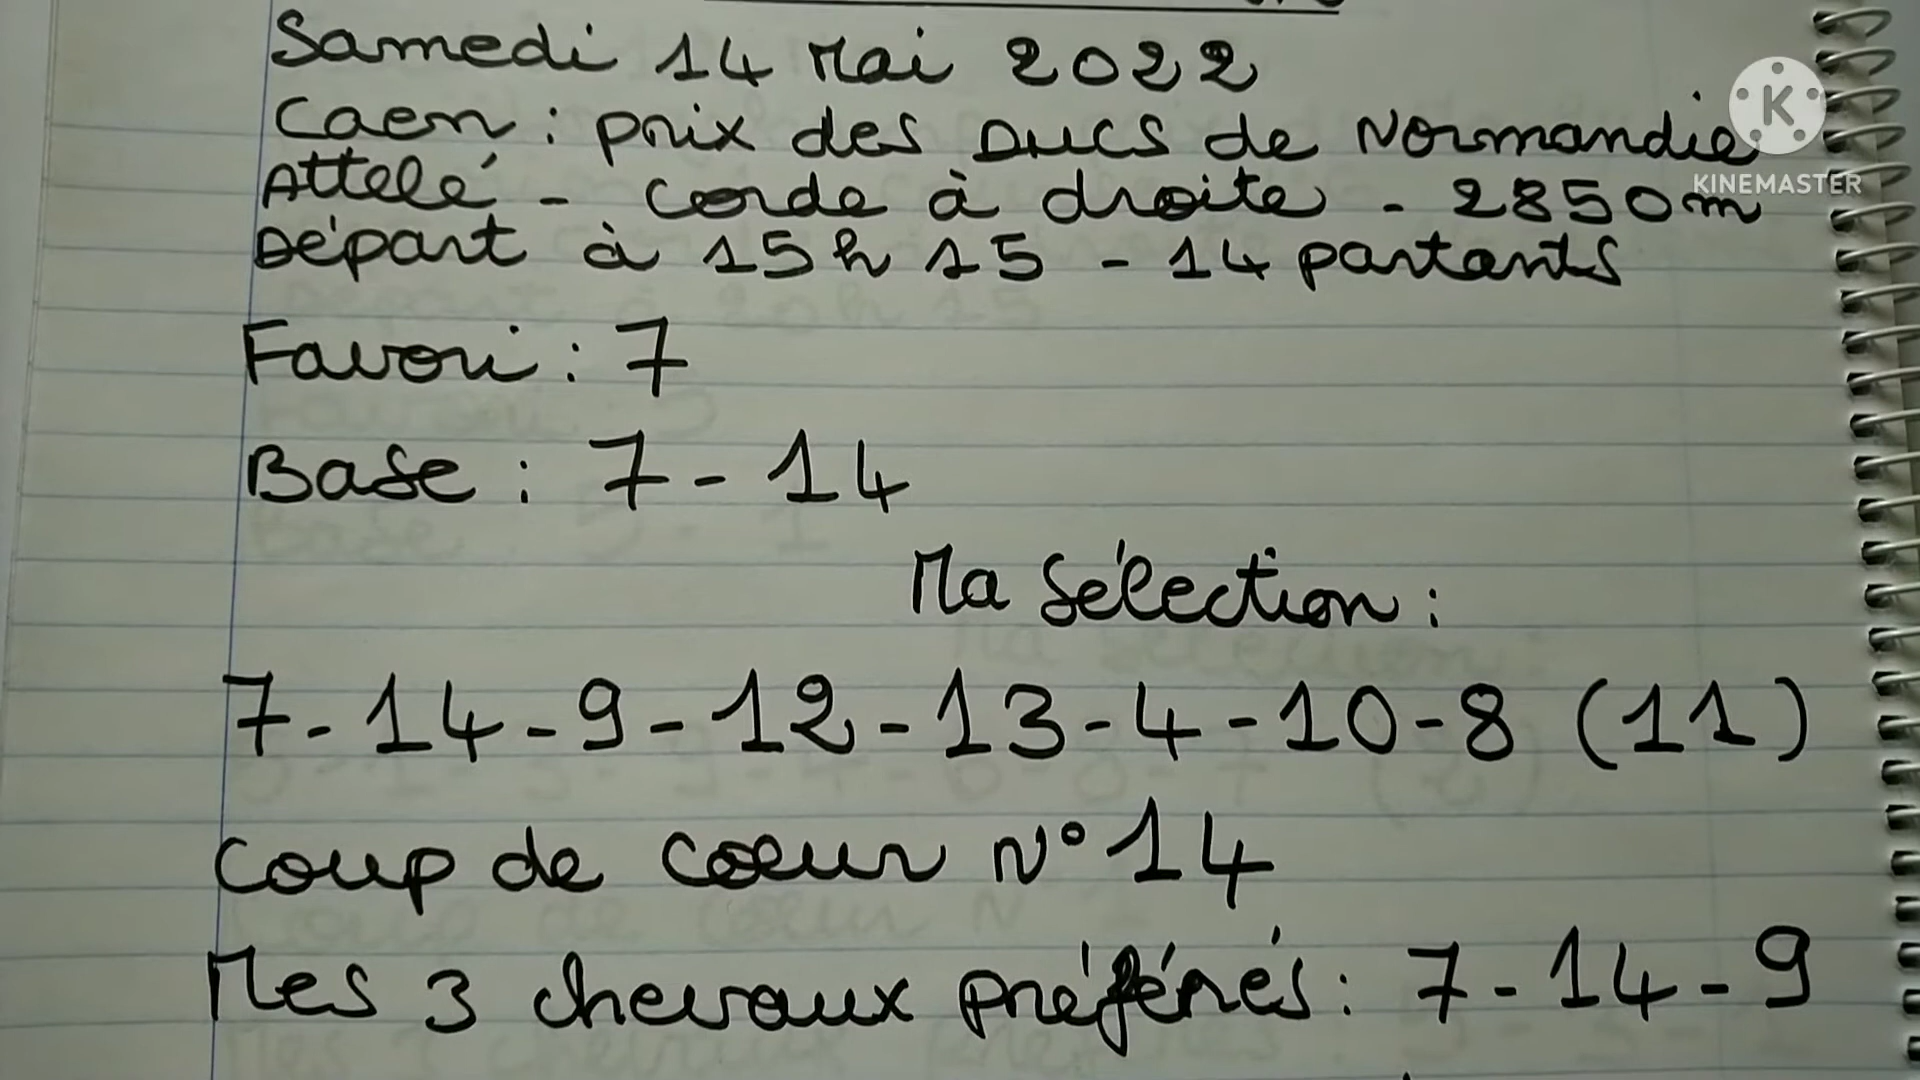 Samedi 14 Mai 2022
Caen : prix des Ducs de Normandie
Attelé - corde à droite - 2850m
Départ à 15h15 - 14 partants
Favori : 7
Base : 7 - 14
Ma sélection :
7 - 14 - 9 - 12 - 13 - 4 - 10 - 8 (11)
Coup de coeur N° 14
Mes 3 chevaux préférés : 7 - 14 - 9
KINEMASTER